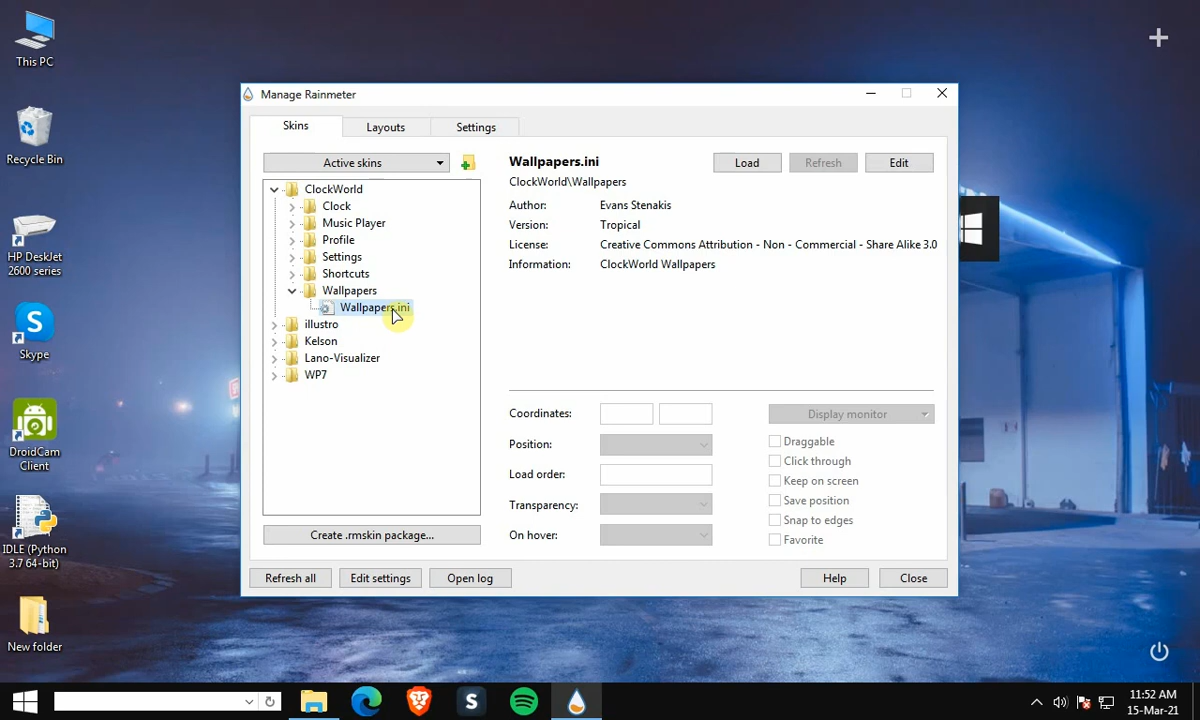 This PC
Recycle Bin
HP DeskJet
2600 series
Skype
DroidCam
Client
IDLE (Python
3.7 64-bit)
New folder
Manage Rainmeter
Skins
Layouts
Settings
Active skins
ClockWorld
Clock
Music Player
Profile
Settings
Shortcuts
Wallpapers
Wallpapers.ini
illustro
Kelson
Lano-Visualizer
WP7
Create .rmskin package...
Wallpapers.ini
Load
Refresh
Edit
ClockWorld\Wallpapers
Author: Evans Stenakis
Version: Tropical
License: Creative Commons Attribution - Non - Commercial - Share Alike 3.0
Information: ClockWorld Wallpapers
Coordinates:
Display monitor
Position:
Draggable
Click through
Load order:
Keep on screen
Transparency:
Save position
Snap to edges
On hover:
Favorite
Refresh all
Edit settings
Open log
Help
Close
11:52 AM
15-Mar-21